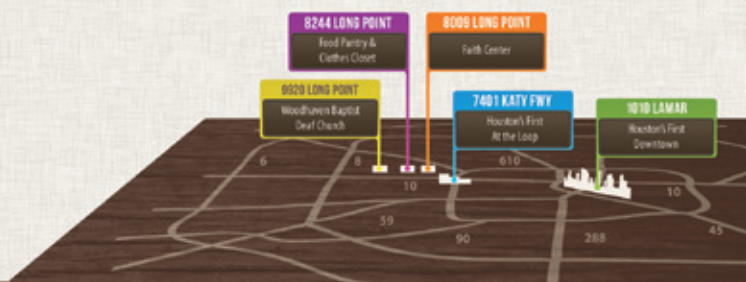 8244 LONG POINT
Food Pantry &
Clothes Closet
8009 LONG POINT
Faith Center
9920 LONG POINT
Woodhaven Baptist
Deaf Church
7401 KATY FWY
Houston's First
At the Loop
1010 LAMAR
Houston's First
Downtown
6
8
610
10
10
59
90
288
45